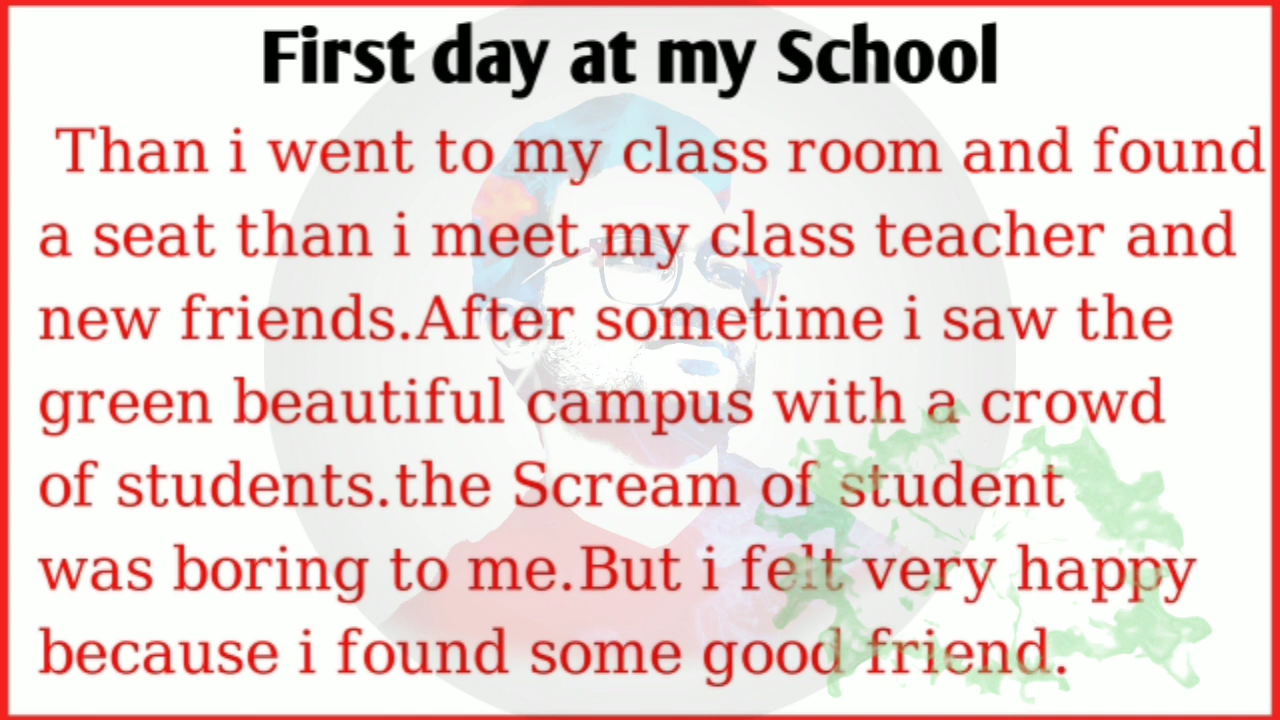 First day at my School
Than i went to my class room and found
a seat than i meet my class teacher and
new friends.After sometime i saw the
green beautiful campus with a crowd
of students.the Scream of student
was boring to me.But i felt very happy
because i found some good friend.